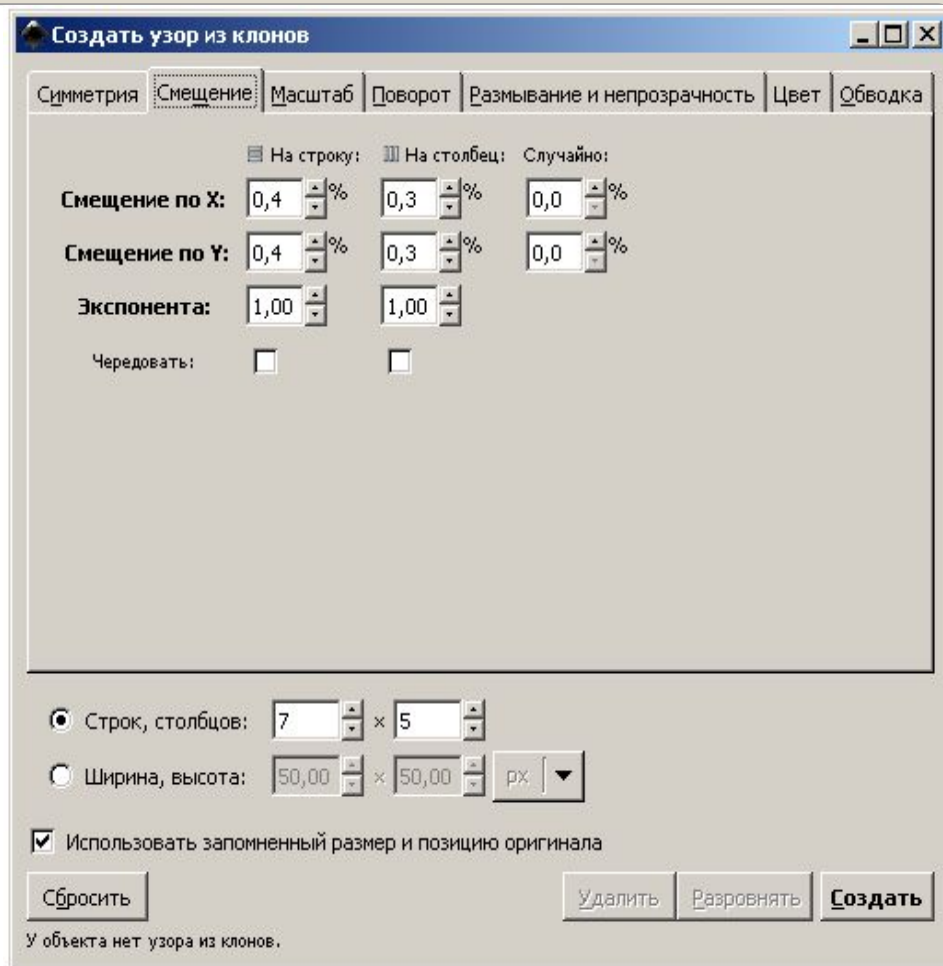 Создать узор из клонов
Симметрия Смещение Масштаб Поворот Размывание и непрозрачность Цвет Обводка
На строку: На столбец: Случайно:
Смещение по X: 0,4 % 0,3 % 0,0 %
Смещение по Y: 0,4 % 0,3 % 0,0 %
Экспонента: 1,00 1,00
Чередовать:
Строк, столбцов: 7 × 5
Ширина, высота: 50,00 × 50,00 px
Использовать запомненный размер и позицию оригинала
Сбросить Удалить Разровнять Создать
У объекта нет узора из клонов.